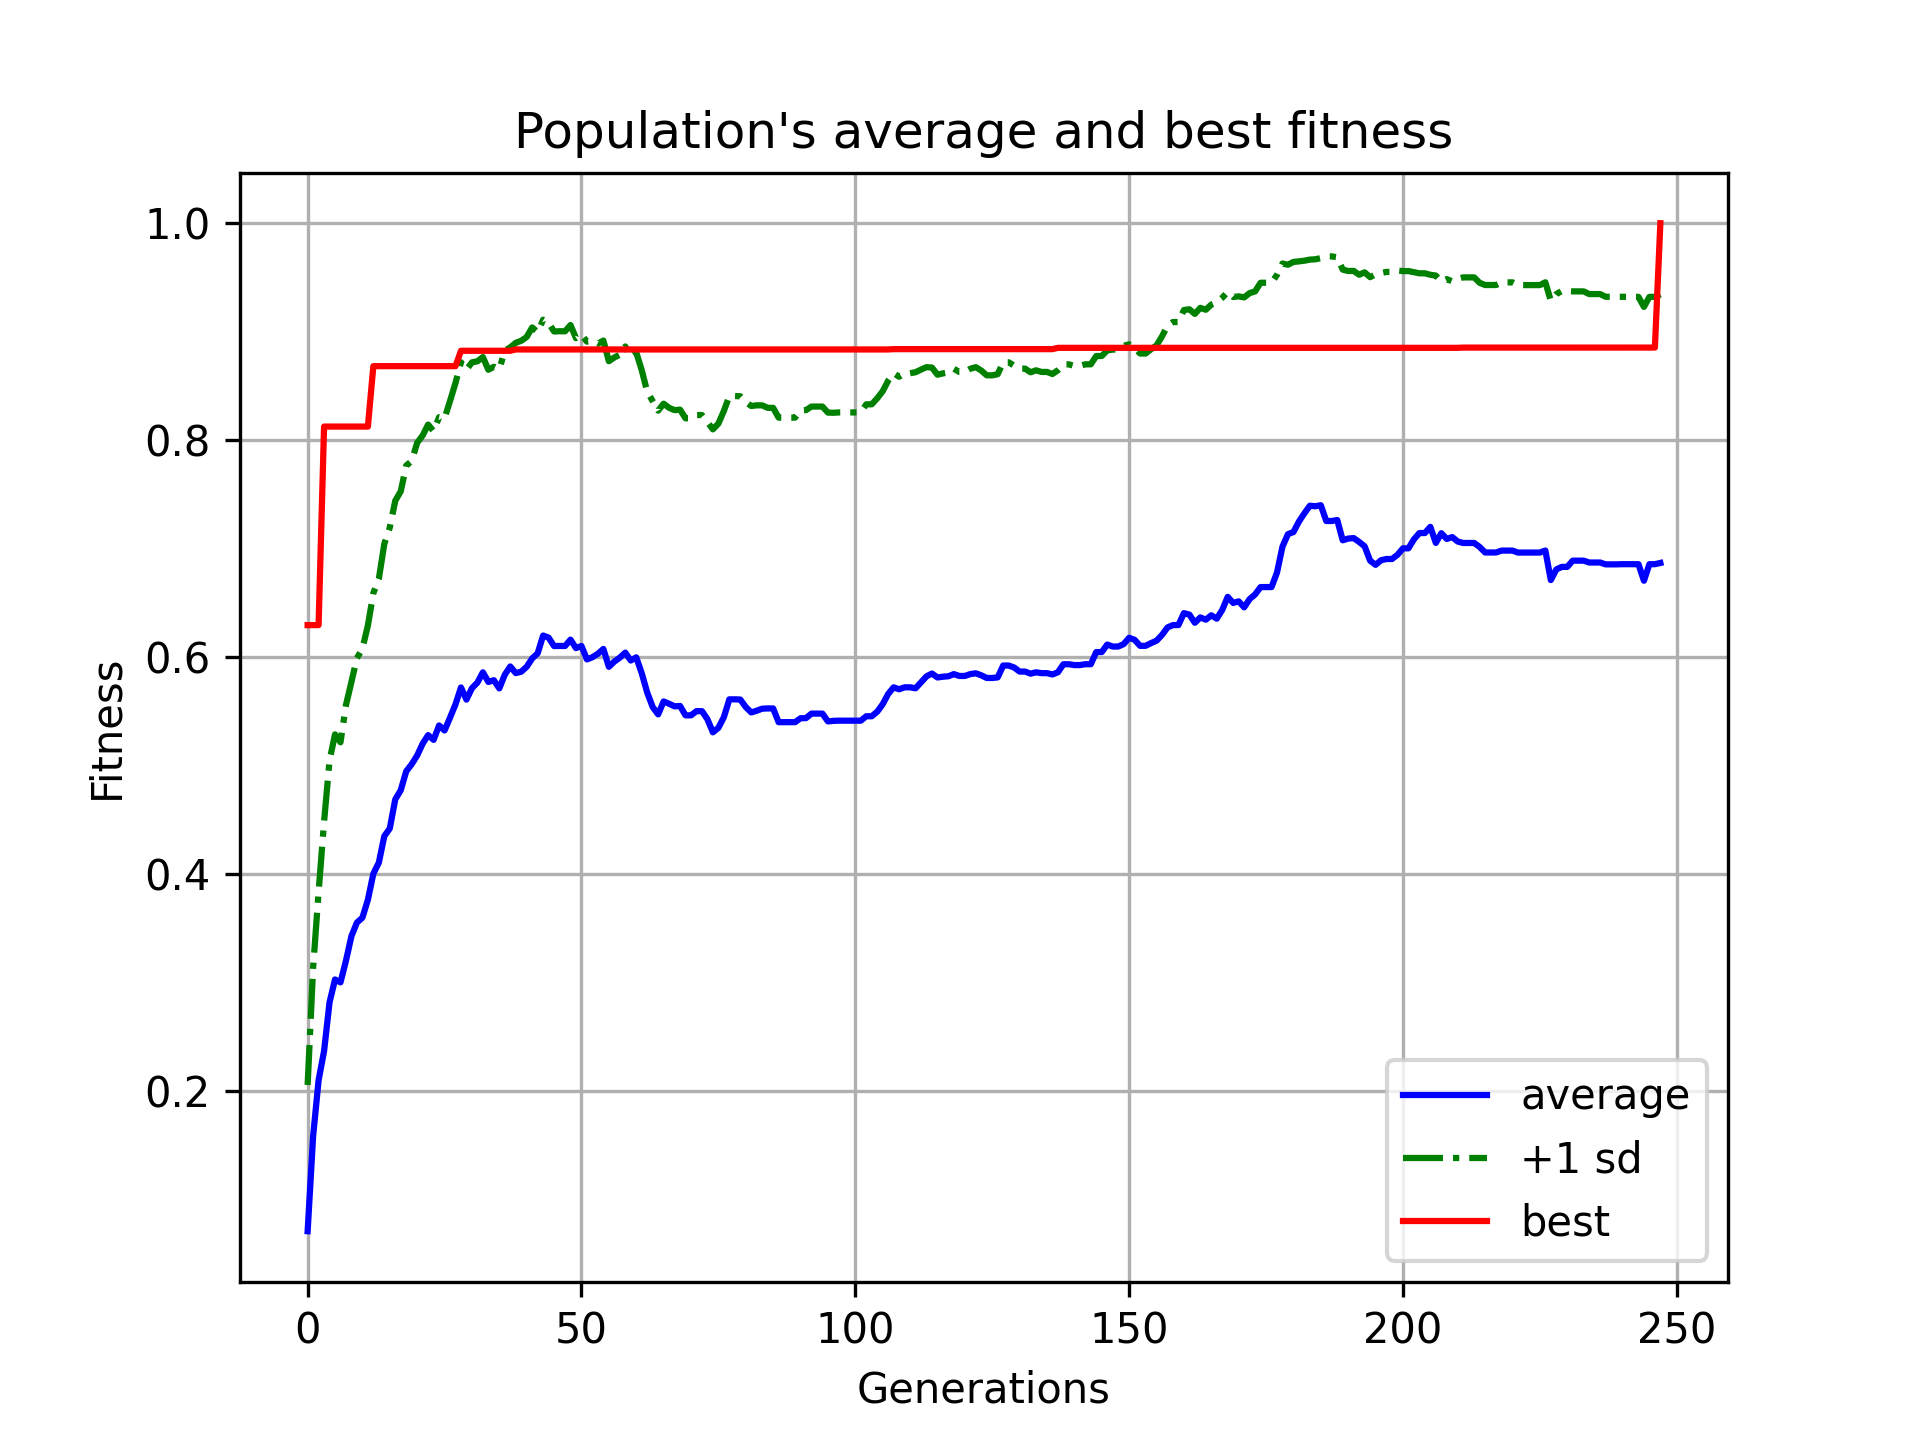 Population's average and best fitness
1.0
0.8
0.6
0.4
0.2
Fitness
0 50 100 150 200 250
Generations
average
+1 sd
best